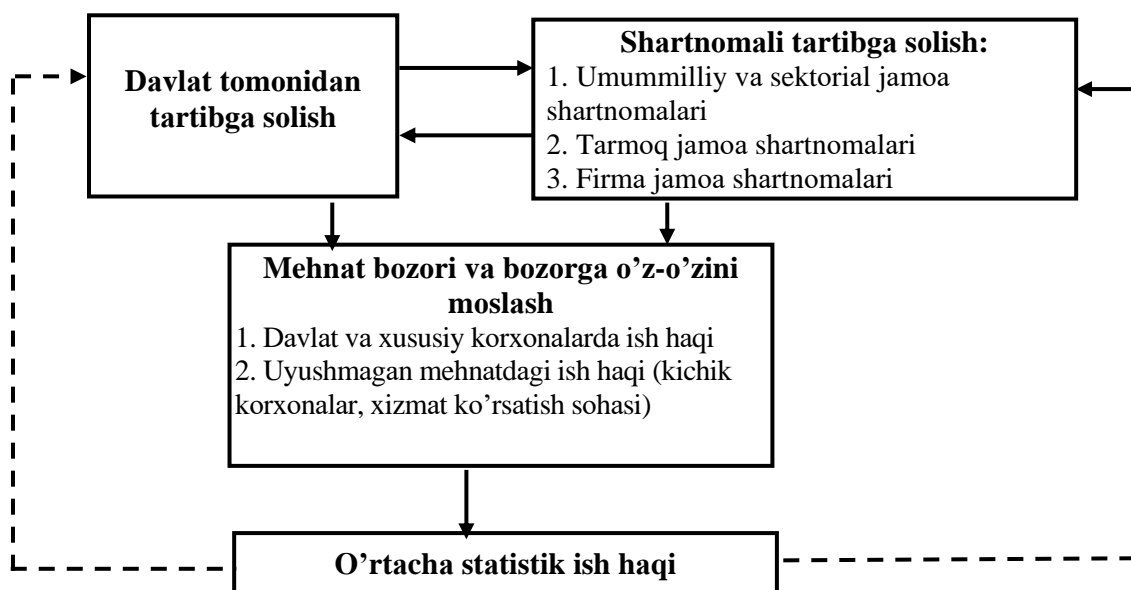 Davlat tomonidan
tartibga solish
Shartnomali tartibga solish:
1. Umummilliy va sektorial jamoa
shartnomalari
2. Tarmoq jamoa shartnomalari
3. Firma jamoa shartnomalari
Mehnat bozori va bozorga o’z-o’zini
moslash
1. Davlat va xususiy korxonalarda ish haqi
2. Uyushmagan mehnatdagi ish haqi (kichik
korxonalar, xizmat ko’rsatish sohasi)
O’rtacha statistik ish haqi